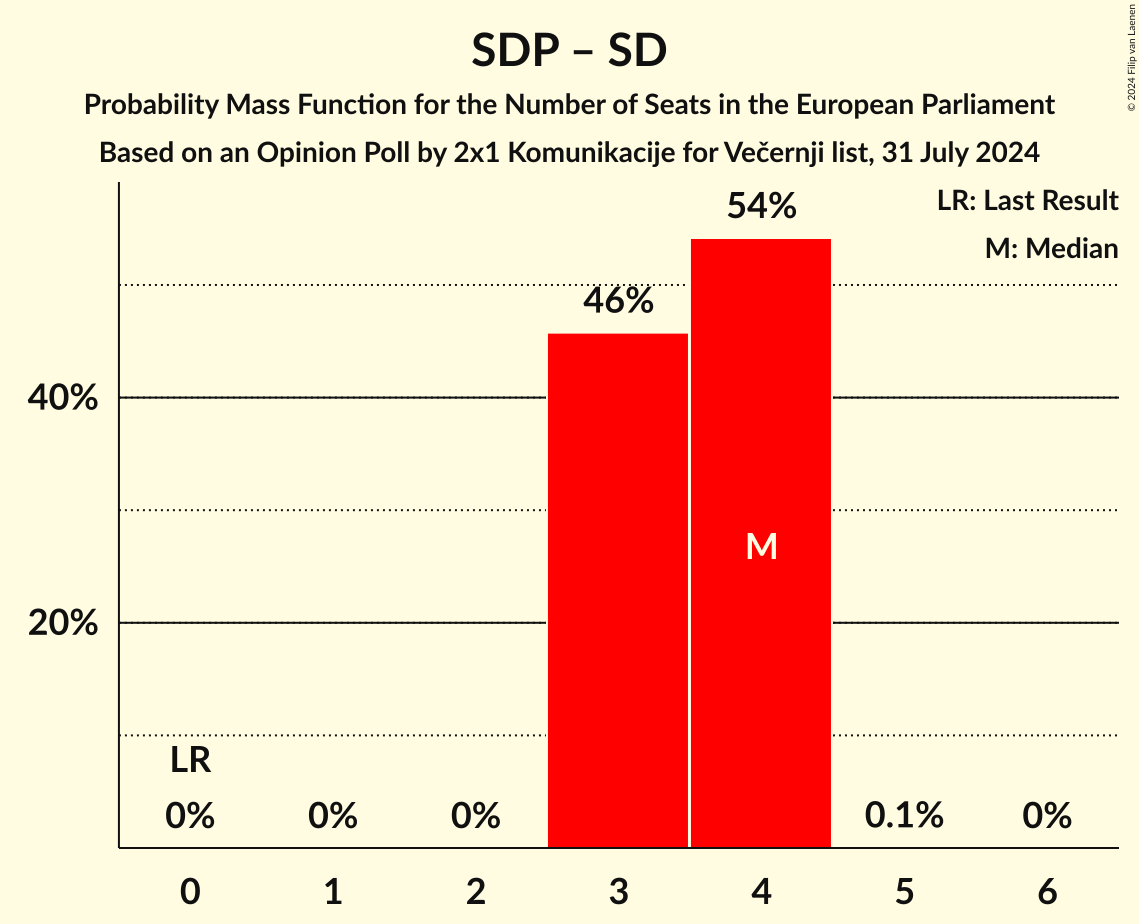 SDP – SD
Probability Mass Function for the Number of Seats in the European Parliament
Based on an Opinion Poll by 2x1 Komunikacije for Večernji list, 31 July 2024
© 2024 Filip van Laenen
LR: Last Result
M: Median
54%
46%
40%
M
20%
LR
0%
0%
0%
0.1%
0%
0
1
2
3
4
5
6